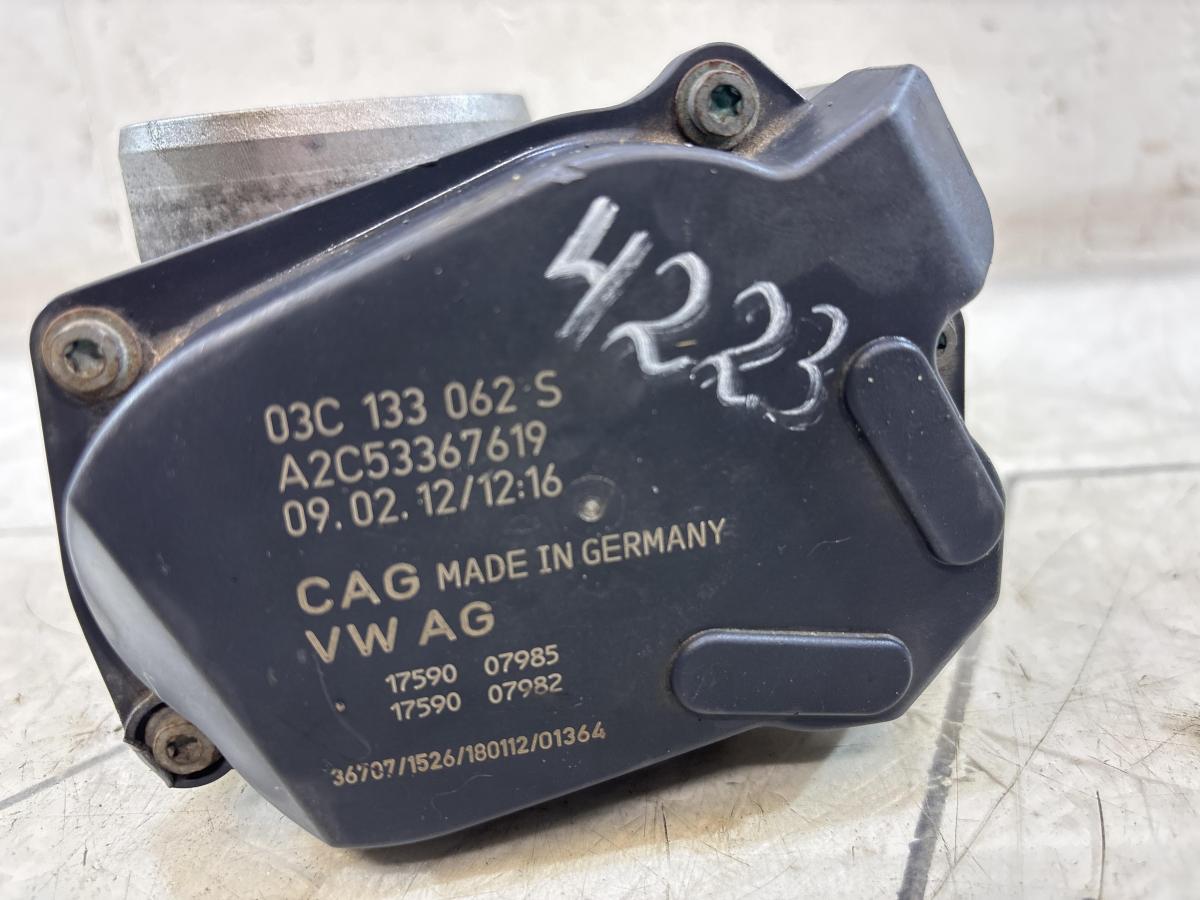 4223
03C 133 062 S
A2C53367619
09.02.12/12:16
CAG MADE IN GERMANY
VW AG
17590 07985
17590 07982
36707/1526/180112/01364